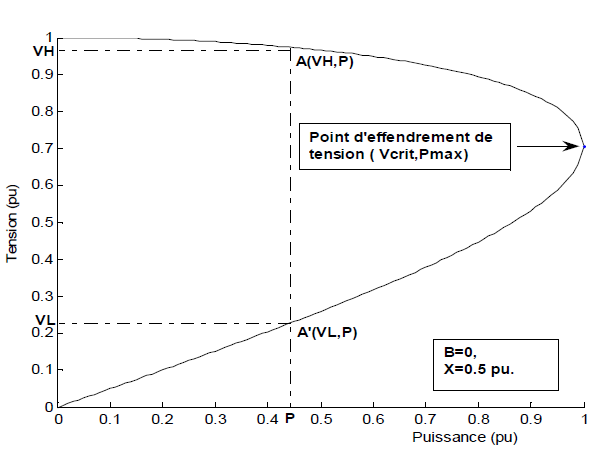 1
VH
0.9
A(VH,P)
0.8
Point d'effendrement de
tension ( Vcrit,Pmax)
0.7
0.6
Tension (pu)
0.5
0.4
0.3
VL
A'(VL,P)
0.2
B=0,
X=0.5 pu.
0.1
0
0 0.1 0.2 0.3 0.4 P 0.5 0.6 0.7 0.8 0.9 1
Puissance (pu)